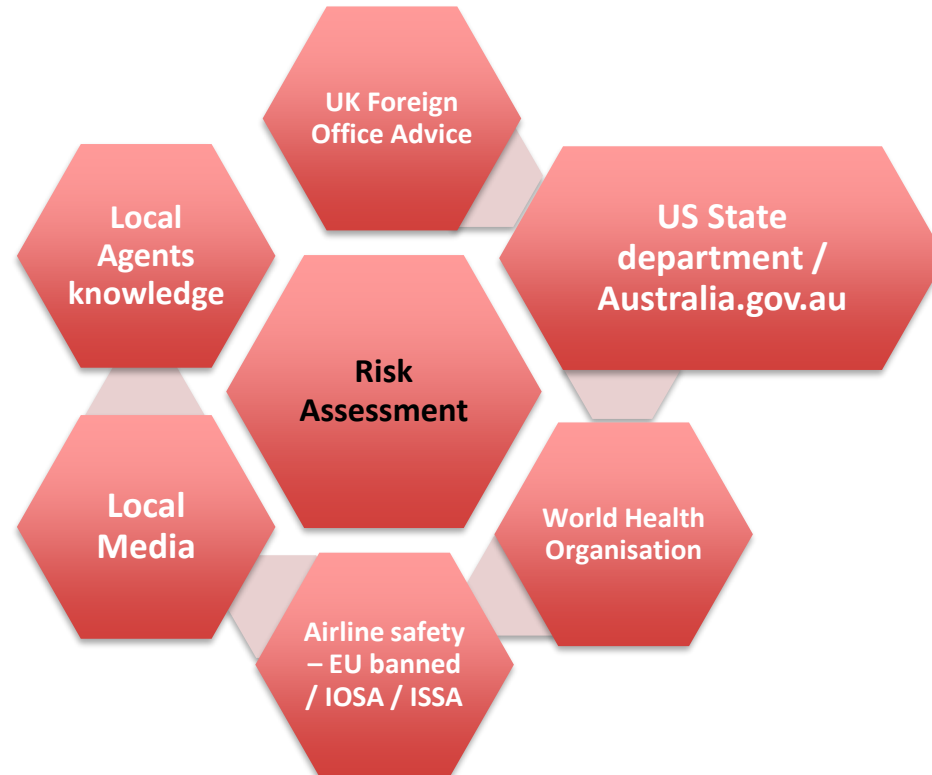 UK Foreign
Office Advice
US State
department /
Australia.gov.au
Local
Agents
knowledge
Risk
Assessment
World Health
Organisation
Local
Media
Airline safety
– EU banned
/ IOSA / ISSA